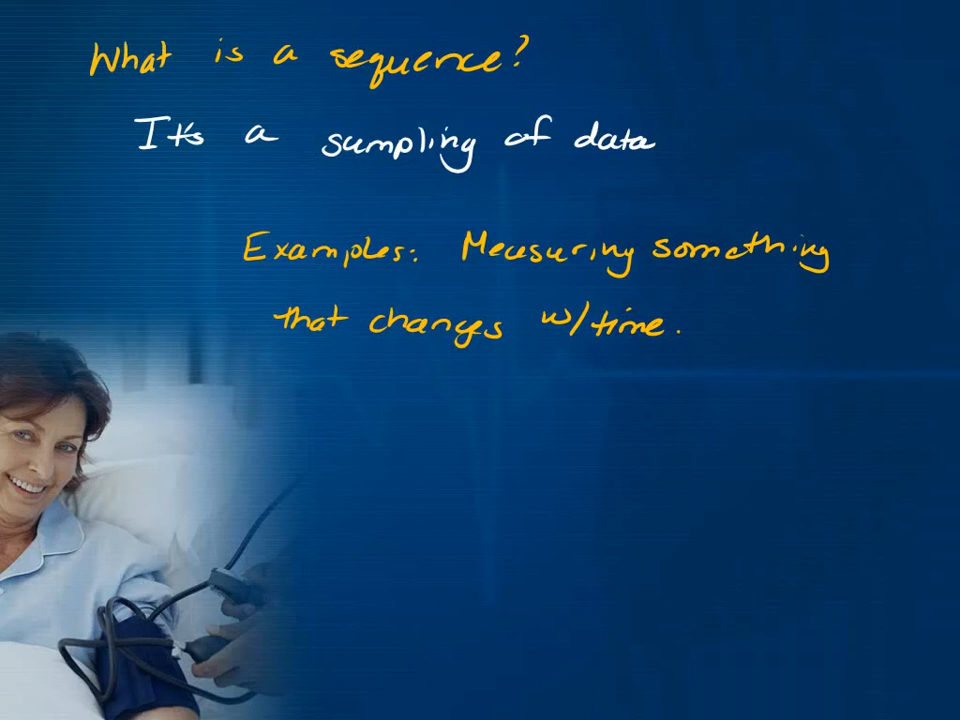 What is a sequence?
It's a sampling of data
Examples: Measuring something
that changes w/time.